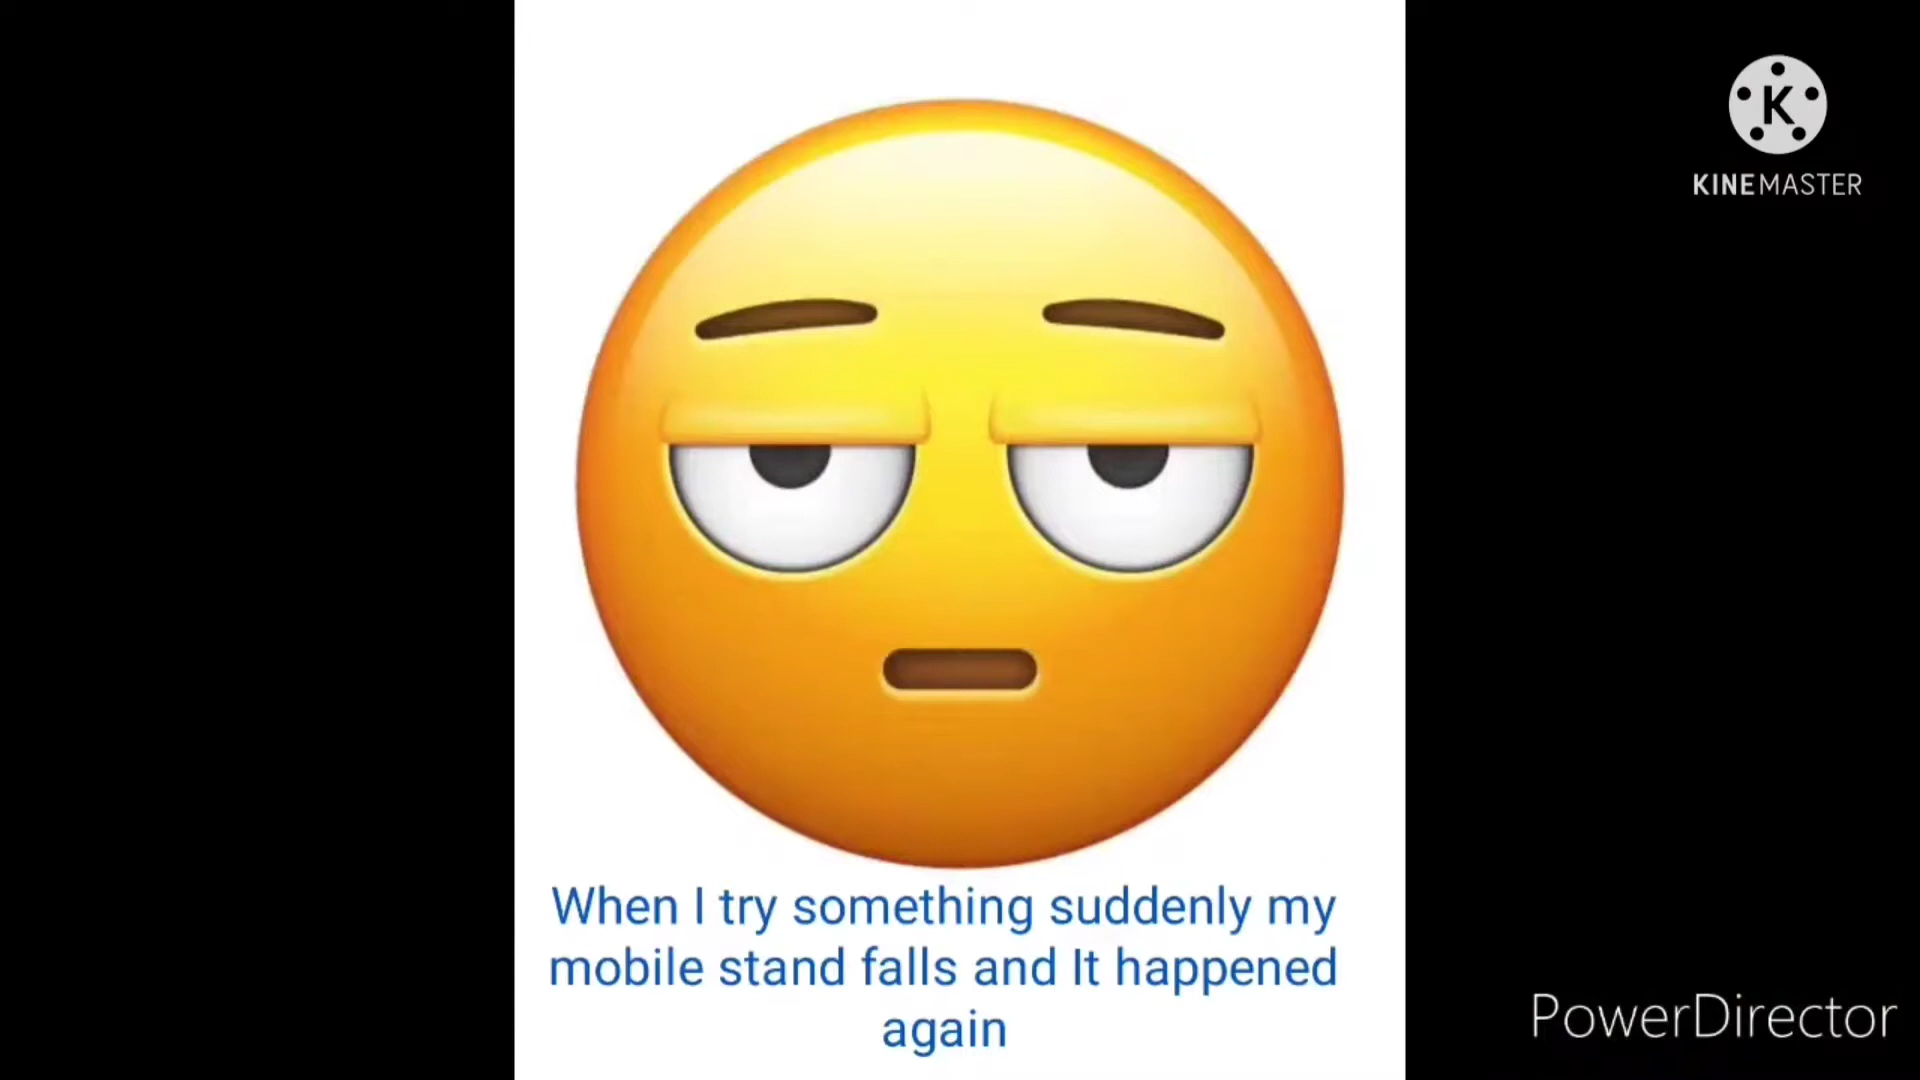 K
KINEMASTER
When I try something suddenly my
mobile stand falls and It happened
again
PowerDirector